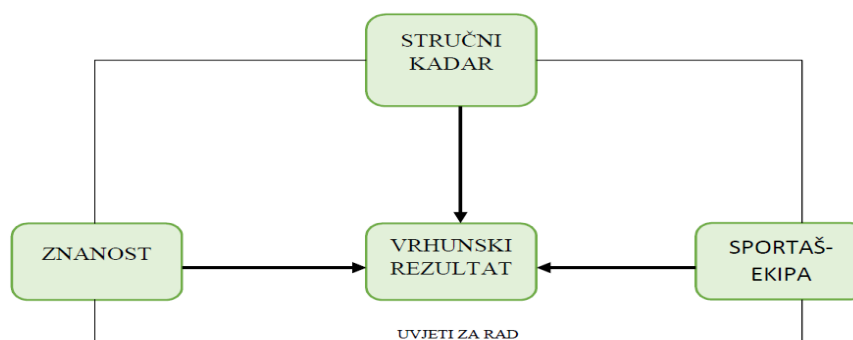 STRUČNI
KADAR
ZNANOST
VRHUNSKI
REZULTAT
SPORTAŠ-
EKIPA
UVJETI ZA RAD